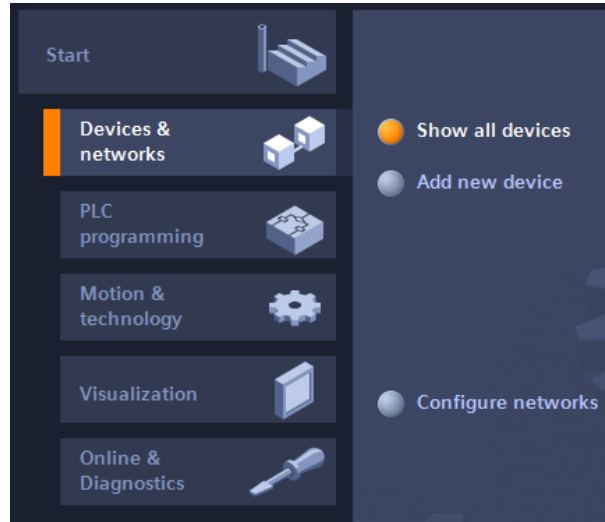 Start
Devices &
networks
PLC
programming
Motion &
technology
Visualization
Online &
Diagnostics
Show all devices
Add new device
Configure networks